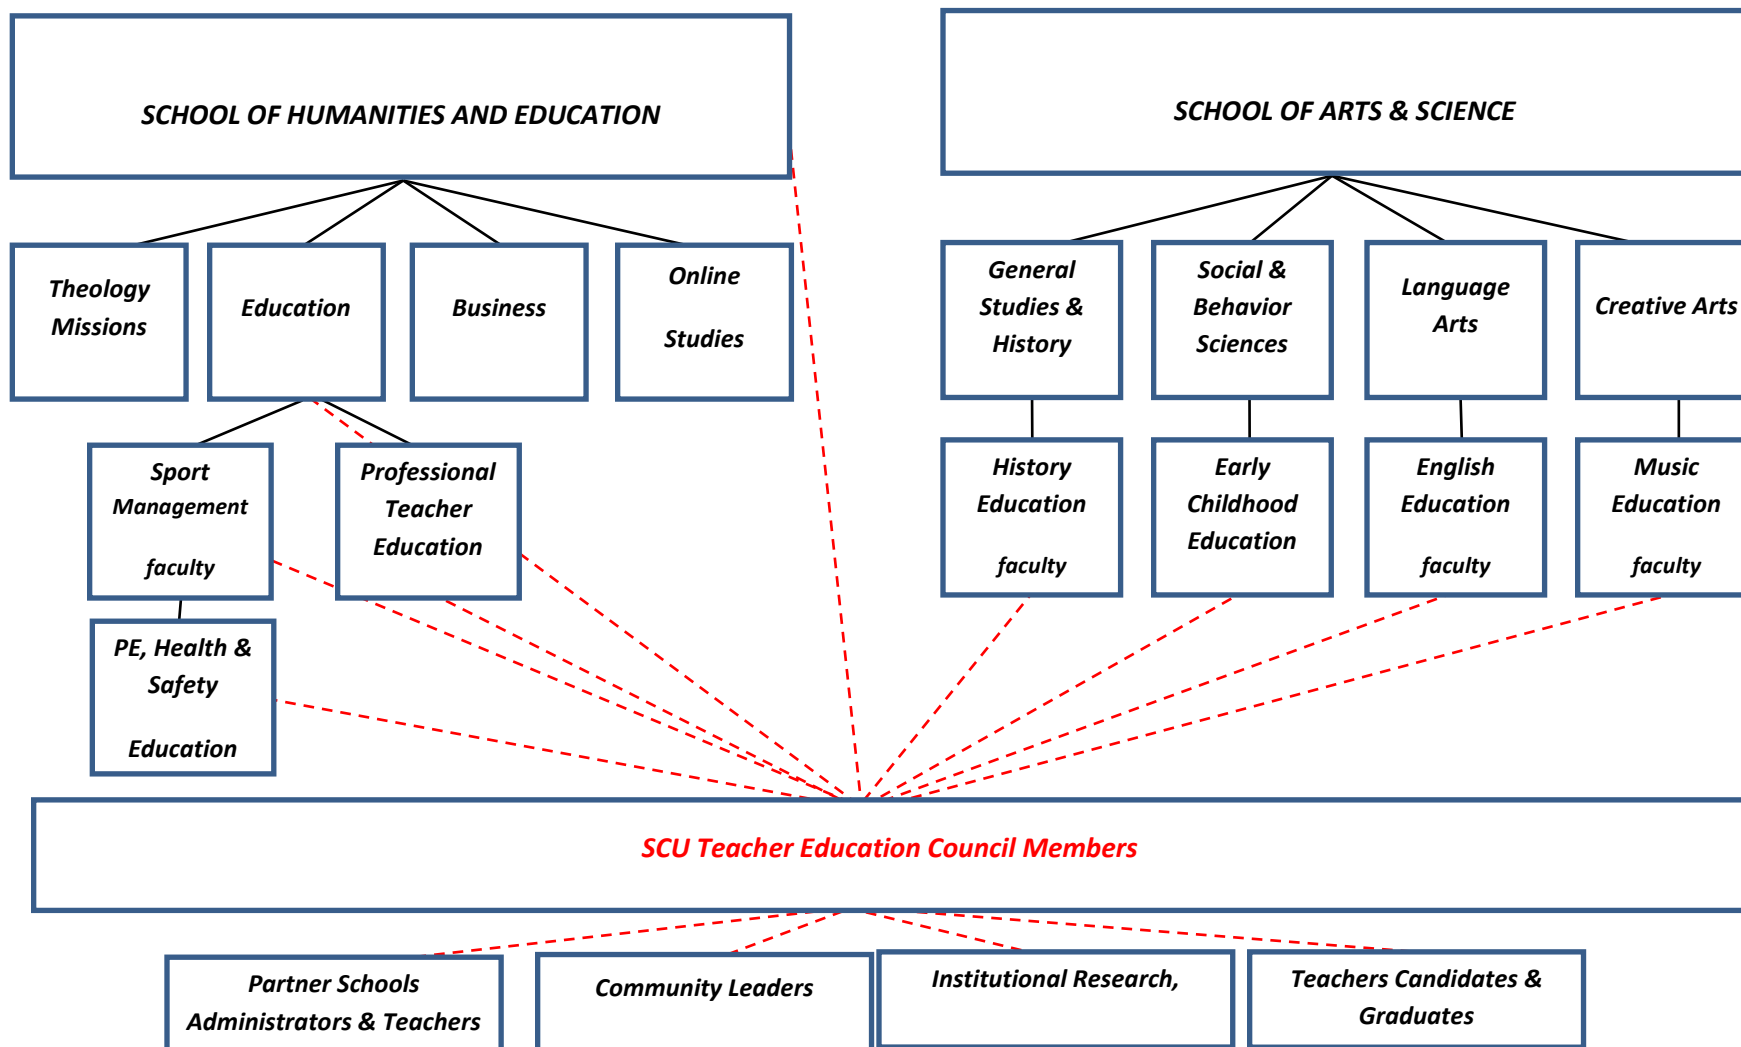 SCHOOL OF HUMANITIES AND EDUCATION
SCHOOL OF ARTS & SCIENCE
Theology
Missions
Education
Business
Online
Studies
General
Studies &
History
Social &
Behavior
Sciences
Language
Arts
Creative Arts
Sport
Management
faculty
Professional
Teacher
Education
History
Education
faculty
Early
Childhood
Education
English
Education
faculty
Music
Education
faculty
PE, Health &
Safety
Education
SCU Teacher Education Council Members
Partner Schools
Administrators & Teachers
Community Leaders
Institutional Research,
Teachers Candidates &
Graduates